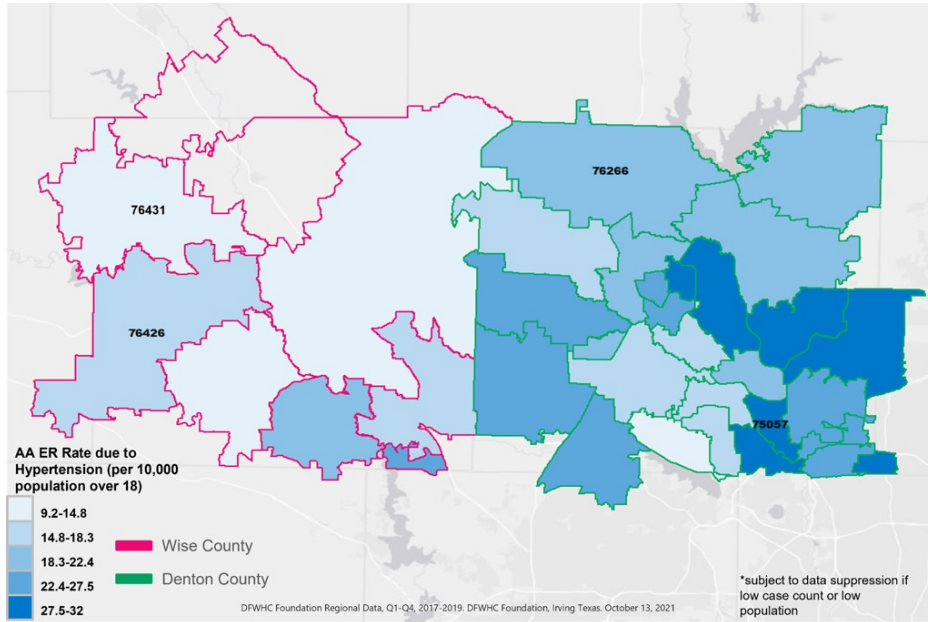 76266
76431
76426
75057
AA ER Rate due to
Hypertension (per 10,000
population over 18)
9.2-14.8
14.8-18.3
18.3-22.4
22.4-27.5
27.5-32
Wise County
Denton County
*subject to data suppression if
low case count or low
population
DFWHC Foundation Regional Data, Q1-Q4, 2017-2019. DFWHC Foundation, Irving Texas. October 13, 2021